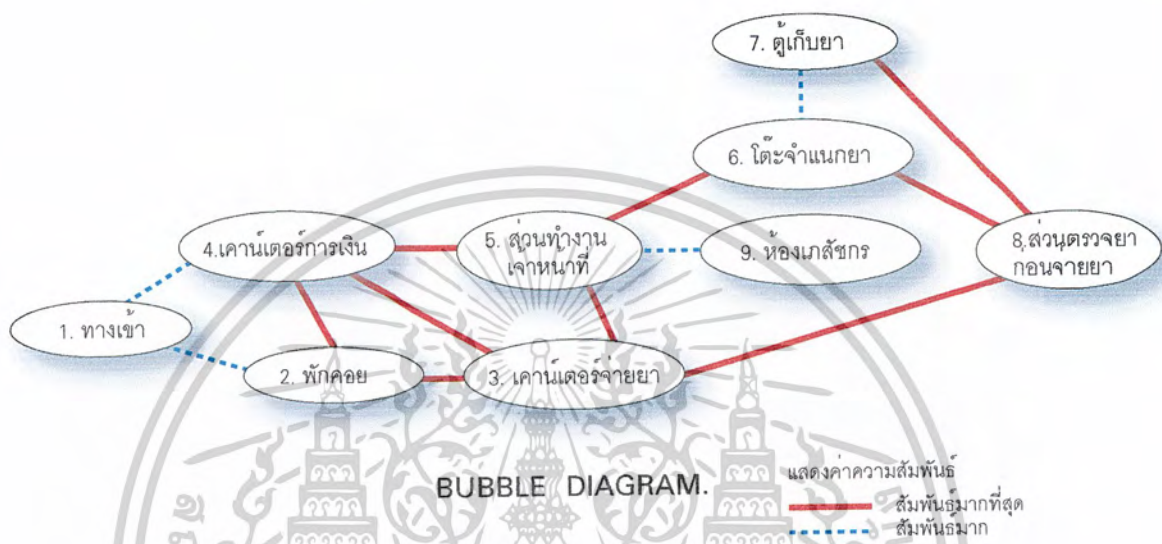 7. ตู้เก็บยา
6. โต๊ะจำแนกยา
4.เคาน์เตอร์การเงิน
5. ส่วนทำงาน
เจ้าหน้าที่
9. ห้องเภสัชกร
8.ส่วนตรวจยา
ก่อนจ่ายยา
1. ทางเข้า
2. พักคอย
3. เคาน์เตอร์จ่ายยา
BUBBLE DIAGRAM.
แสดงค่าความสัมพันธ์
สัมพันธ์มากที่สุด
สัมพันธ์มาก